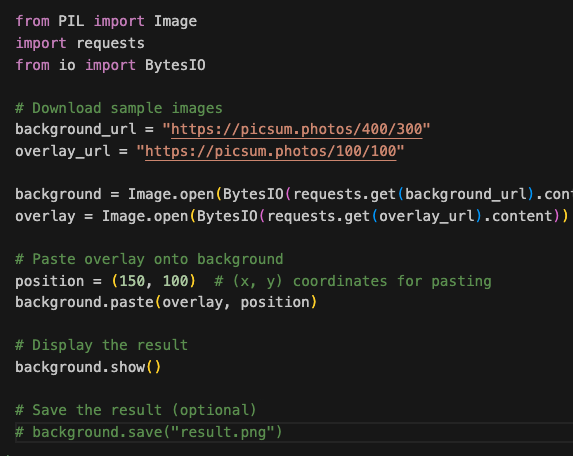 from PIL import Image
import requests
from io import BytesIO
# Download sample images
background_url = "https://picsum.photos/400/300"
overlay_url = "https://picsum.photos/100/100"
background = Image.open(BytesIO(requests.get(background_url).con
overlay = Image.open(BytesIO(requests.get(overlay_url).content))
# Paste overlay onto background
position = (150, 100)  # (x, y) coordinates for pasting
background.paste(overlay, position)
# Display the result
background.show()
# Save the result (optional)
# background.save("result.png")